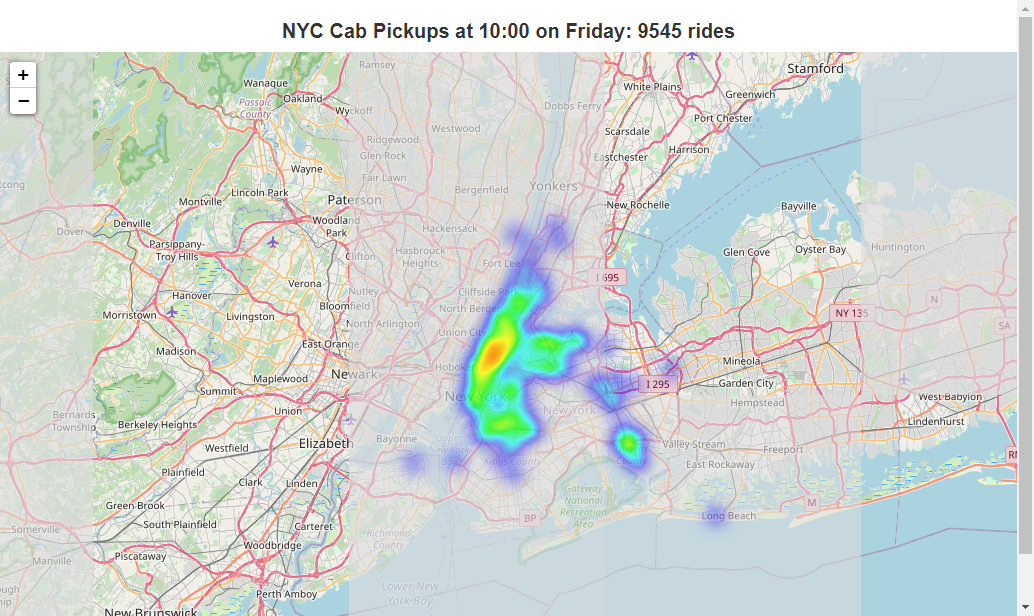 NYC Cab Pickups at 10:00 on Friday: 9545 rides
+
−
Ramsey
Stamford
Wanaque
White Plains
Greenwich
Oakland
Passaic
County
Wyckoff
Dobbs Ferry
Port Chester
Westwood
Scarsdale
Ridgewood
Harrison
Glen Rock
Eastchester
Wayne
Fair Lawn
Yonkers
Lincoln Park
Bergenfield
Montville
Paterson
New Rochelle
Bayville
Denville
Woodland
Park
Hackensack
Dover
Parsippany-
Troy Hills
Hasbrouck
Heights
Clifton
Fort Lee
Glen Cove
Oyster Bay
Huntington
I 695
Verona
Nutley
Cliffside Park
Hanover
Bloomfield
North Bergen
N
Morristown
Livingston
North Arlington
NY 135
SA
Union City
East Orange
Madison
Mineola
Newark
Hoboken
Maplewood
I 295
Garden City
Summit
New York
Hempstead
West Babylon
Union
New York
Bernards
Township
Berkeley Heights
Lindenhurst
Bayonne
Upper
New York
Bay
Elizabeth
Valley Stream
Freeport
Westfield
Kings County
County
East Rockaway
Plainfield
Clark
Linden
Gateway
National
Recreation
Area
Green Brook
M
BP
Long Beach
South Plainfield
Carteret
Somerville
Richmond
County
Woodbridge
Piscataway
Manville
Perth Amboy
Lower New
York Bay
New Brunswick